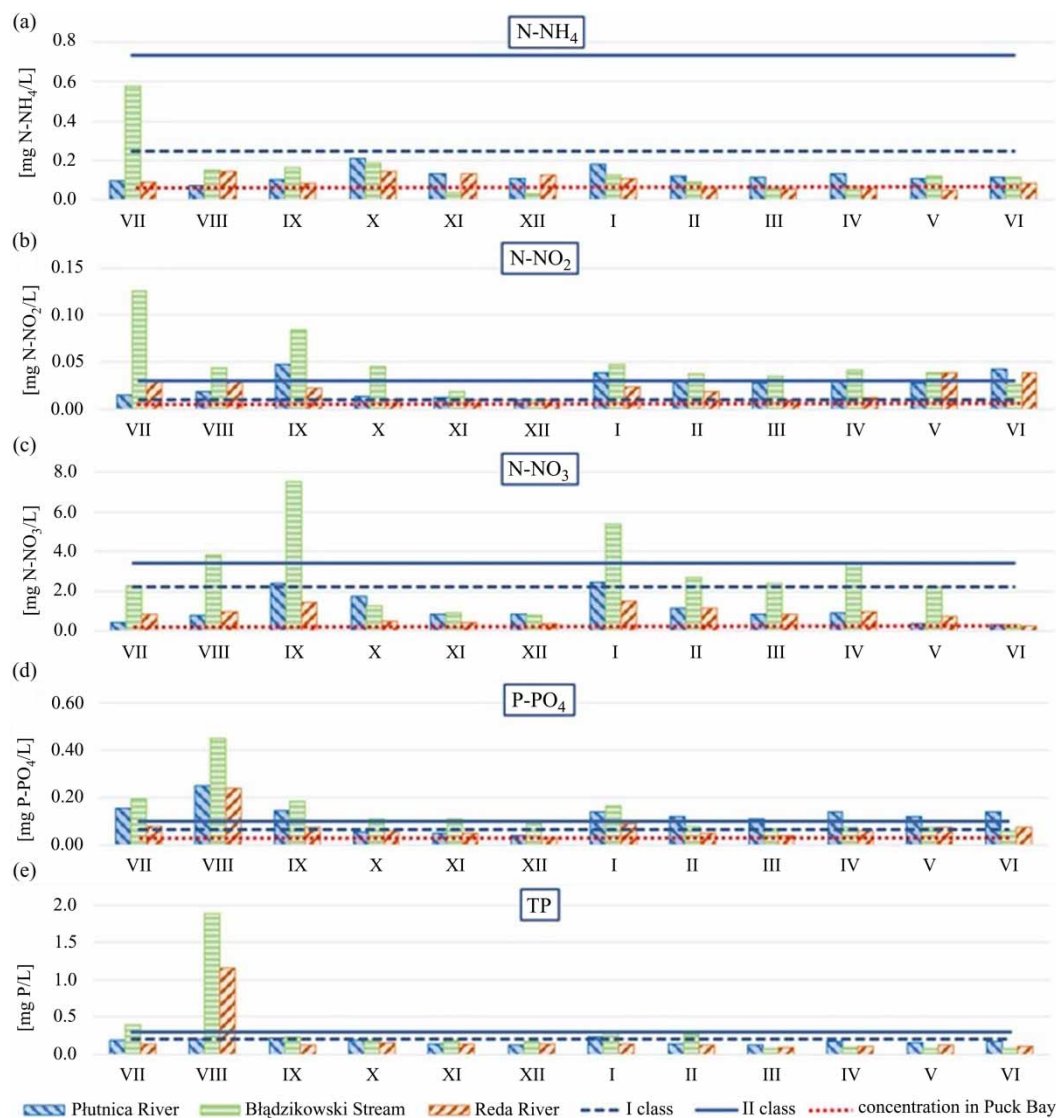 (a)
N-NH₄
[mg N-NH₄/L]
0.8
0.6
0.4
0.2
0.0
VII VIII IX X XI XII I II III IV V VI
(b)
N-NO₂
[mg N-NO₂/L]
0.15
0.10
0.05
0.00
VII VIII IX X XI XII I II III IV V VI
(c)
N-NO₃
[mg N-NO₃/L]
8.0
6.0
4.0
2.0
0.0
VII VIII IX X XI XII I II III IV V VI
(d)
P-PO₄
[mg P-PO₄/L]
0.60
0.40
0.20
0.00
VII VIII IX X XI XII I II III IV V VI
(e)
TP
[mg P/L]
2.0
1.5
1.0
0.5
0.0
VII VIII IX X XI XII I II III IV V VI
Płutnica River Błądzikowski Stream Reda River I class II class concentration in Puck Bay